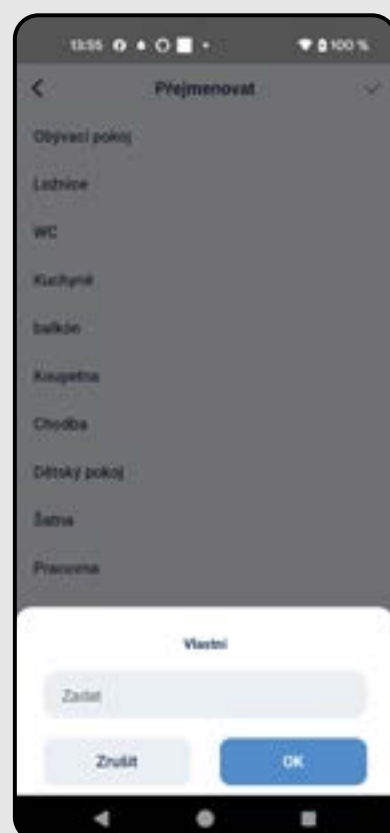 13:55 100 %
Přejmenovat
Obývací pokoj
Ložnice
WC
Kuchyně
balkón
Koupelna
Chodba
Dětský pokoj
Šatna
Pracovna
Vlastní
Zadat
Zrušit OK